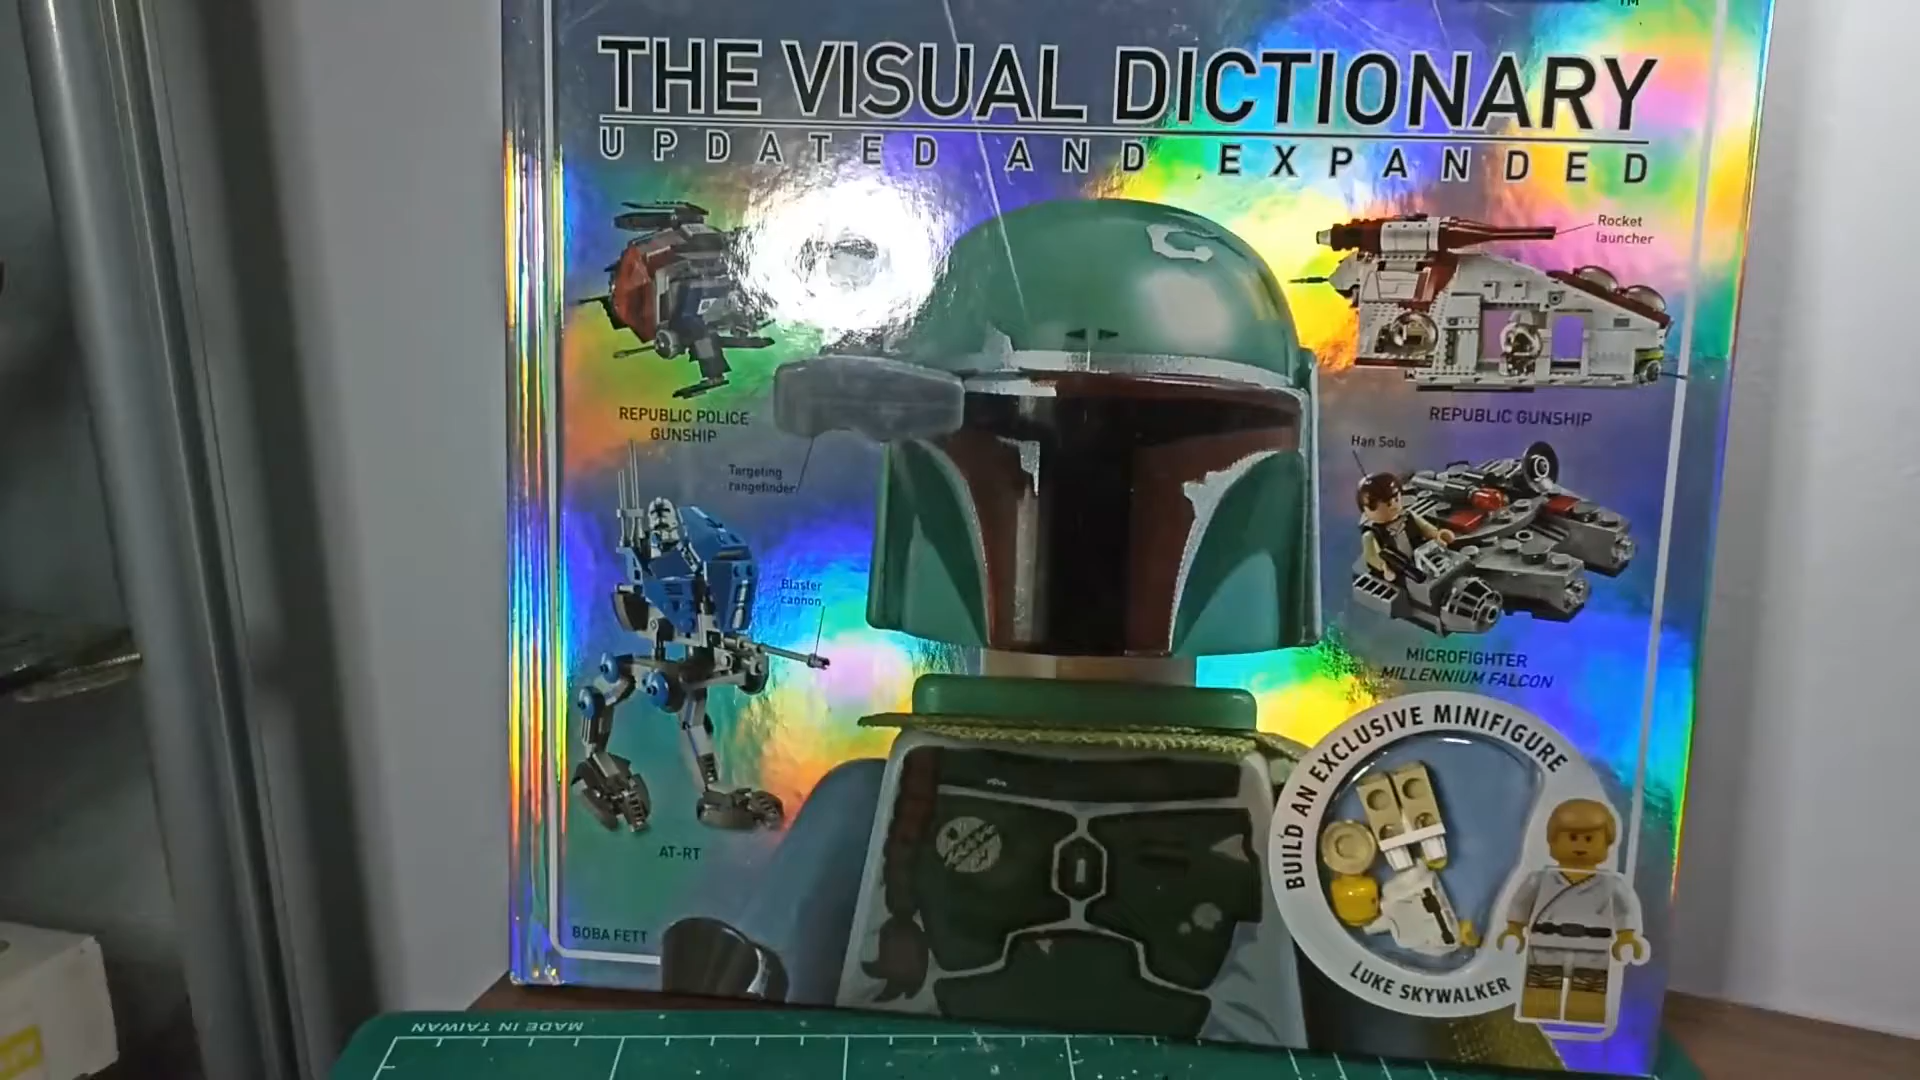 TM
THE VISUAL DICTIONARY
UPDATED AND EXPANDED
Rocket
launcher
REPUBLIC POLICE
GUNSHIP
REPUBLIC GUNSHIP
Han Solo
Targeting
rangefinder
Blaster
cannon
MICROFIGHTER
MILLENNIUM FALCON
BUILD AN EXCLUSIVE MINIFIGURE
AT-RT
BOBA FETT
LUKE SKYWALKER
MADE IN TAIWAN